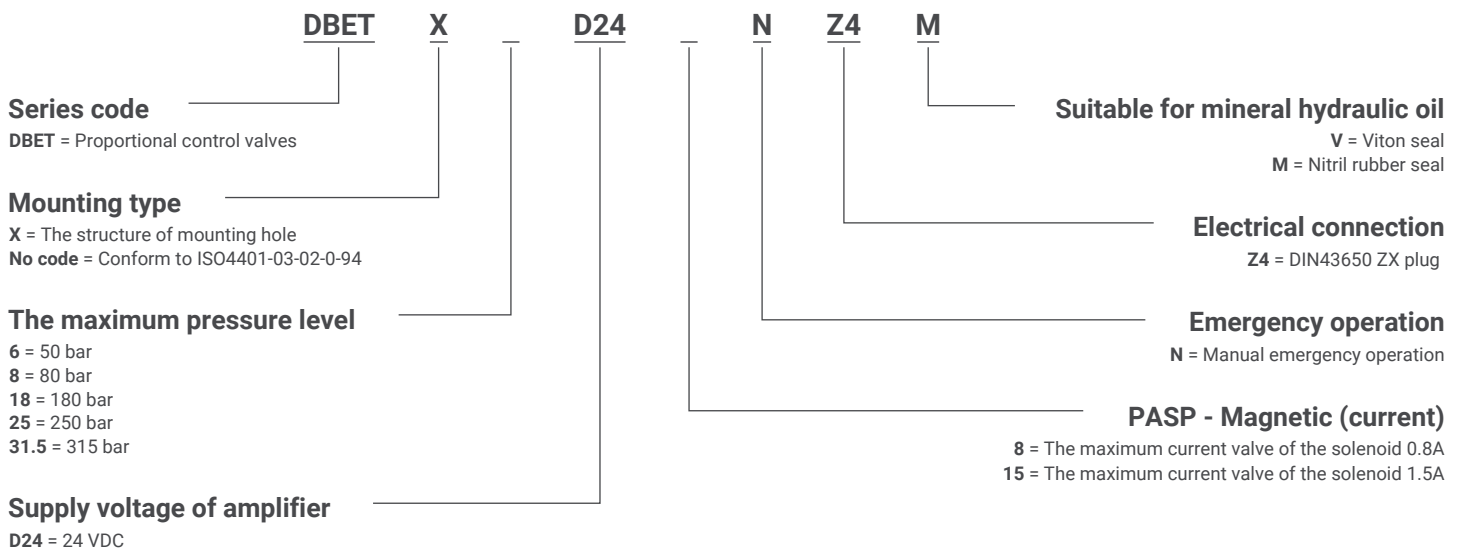 DBET X _ D24 _ N Z4 M
Series code
DBET = Proportional control valves
Mounting type
X = The structure of mounting hole
No code = Conform to ISO4401-03-02-0-94
The maximum pressure level
6 = 50 bar
8 = 80 bar
18 = 180 bar
25 = 250 bar
31.5 = 315 bar
Supply voltage of amplifier
D24 = 24 VDC
Suitable for mineral hydraulic oil
V = Viton seal
M = Nitril rubber seal
Electrical connection
Z4 = DIN43650 ZX plug
Emergency operation
N = Manual emergency operation
PASP - Magnetic (current)
8 = The maximum current valve of the solenoid 0.8A
15 = The maximum current valve of the solenoid 1.5A